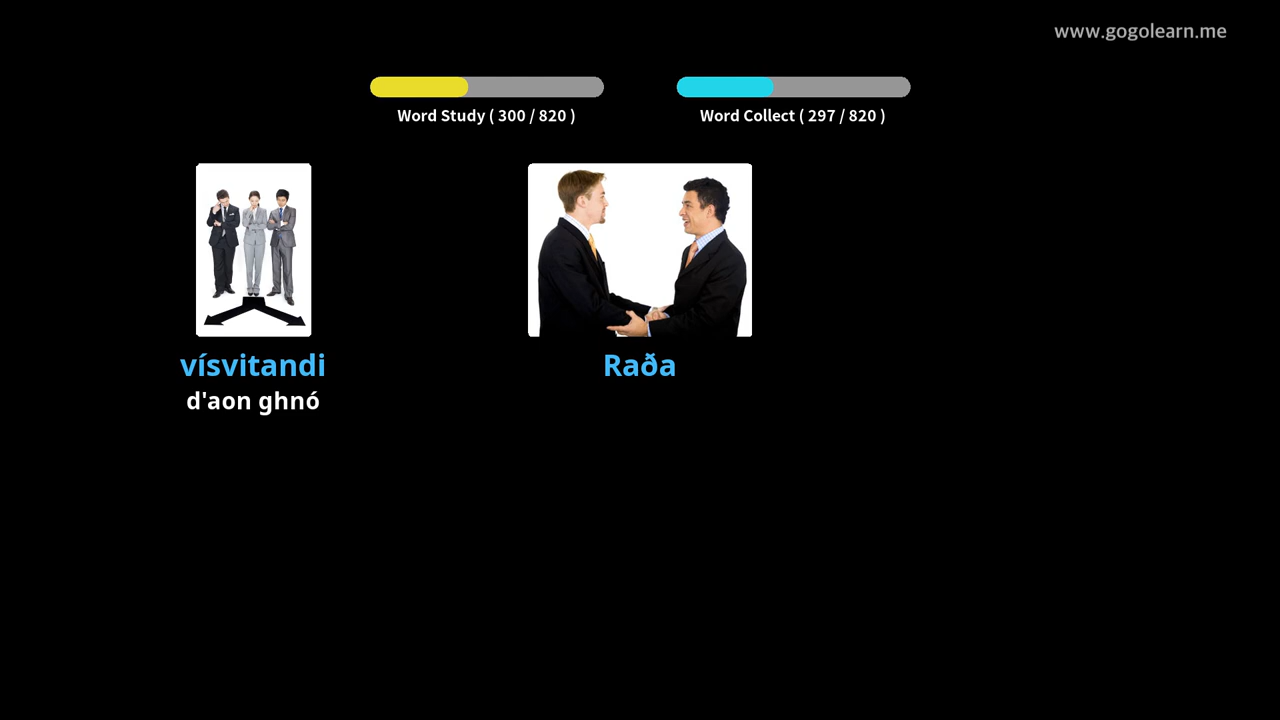 www.gogolearn.me
Word Study ( 300 / 820 )
Word Collect ( 297 / 820 )
vísvitandi
d'aon ghnó
Raða